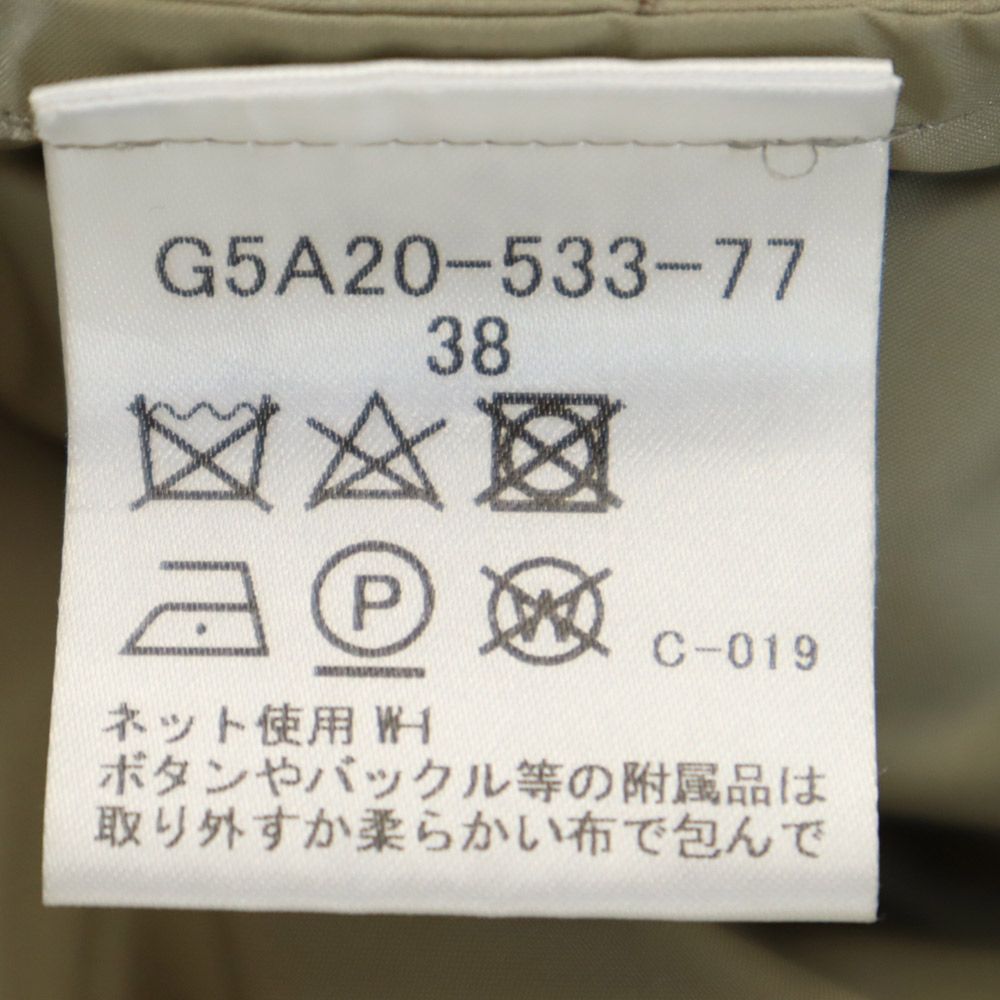 G5A20-533-77
38
P
W
C-019
ネット使用 W-1
ボタンやバックル等の附属品は
取り外すか柔らかい布で包んで